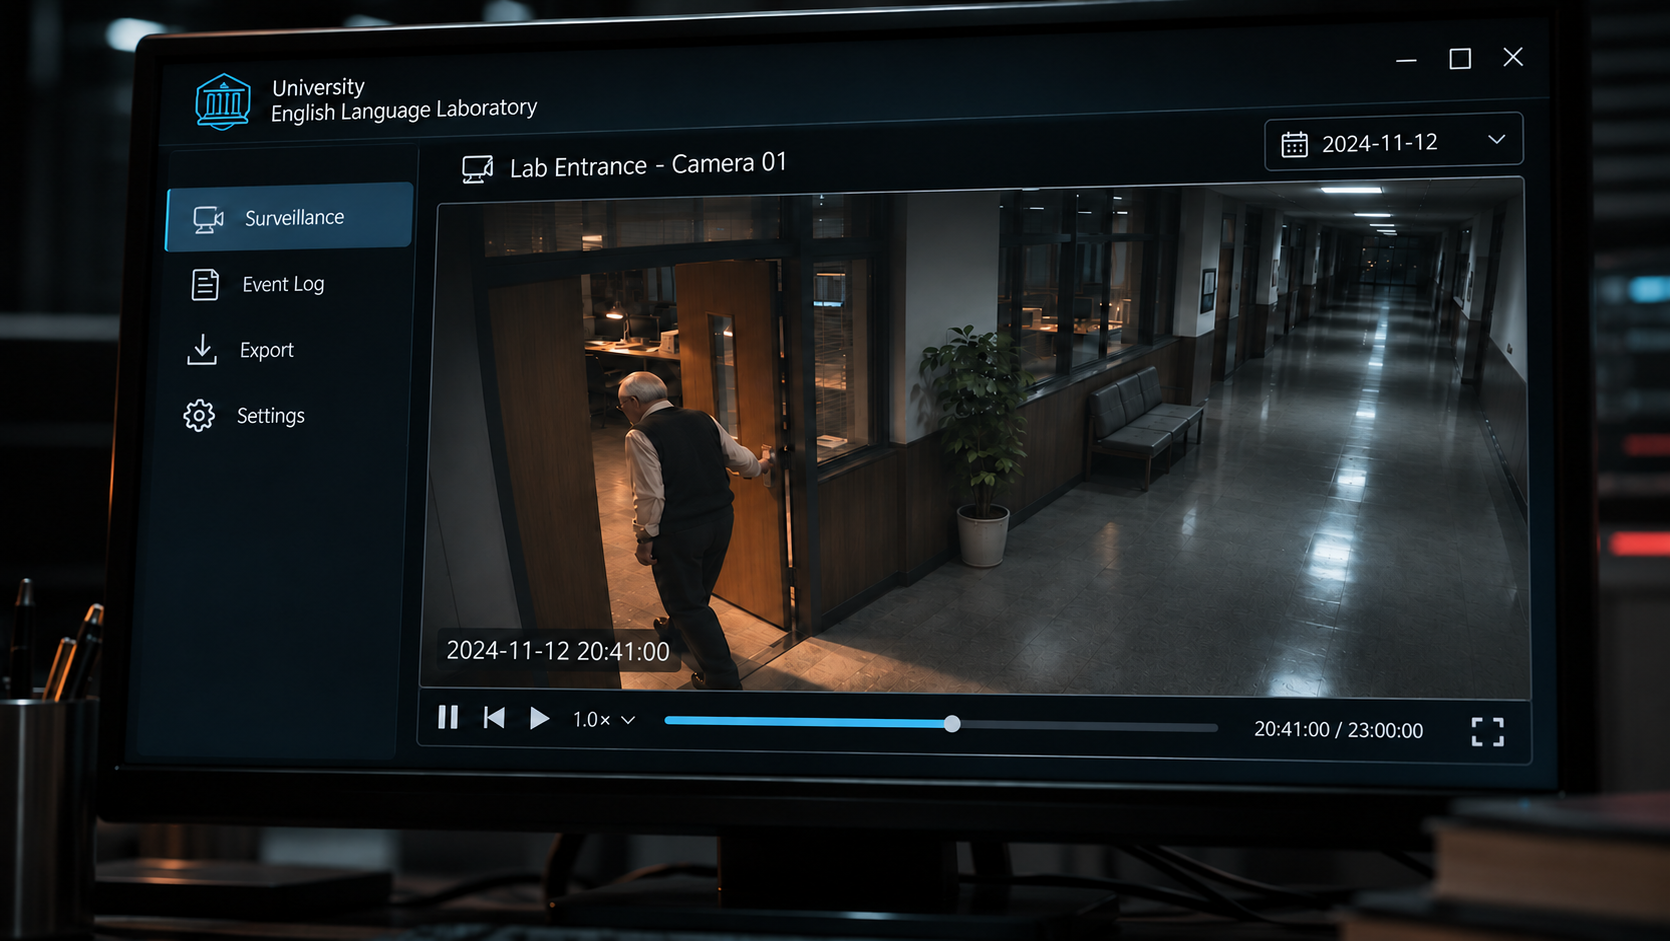 University
English Language Laboratory
2024-11-12
Lab Entrance - Camera 01
Surveillance
Event Log
Export
Settings
2024-11-12 20:41:00
1.0×
20:41:00 / 23:00:00